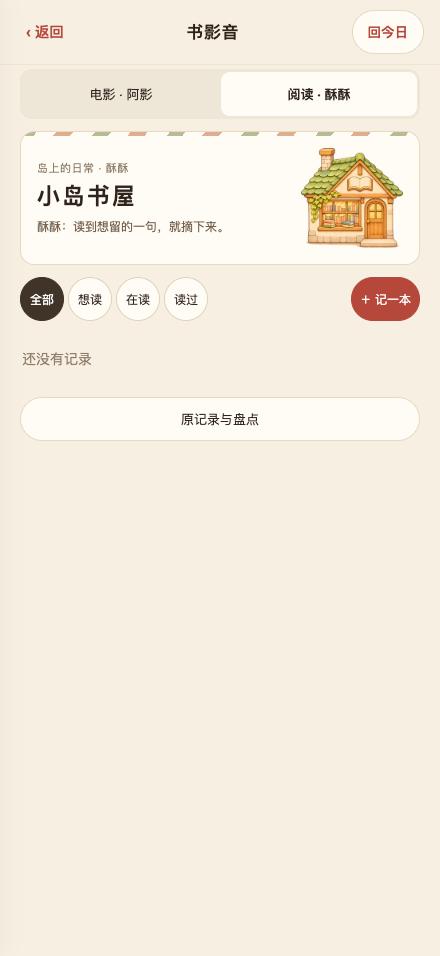 ‹ 返回
书影音
回今日
电影 · 阿影
阅读 · 酥酥
岛上的日常 · 酥酥
小岛书屋
酥酥：读到想留的一句，就摘下来。
全部
想读
在读
读过
+ 记一本
还没有记录
原记录与盘点